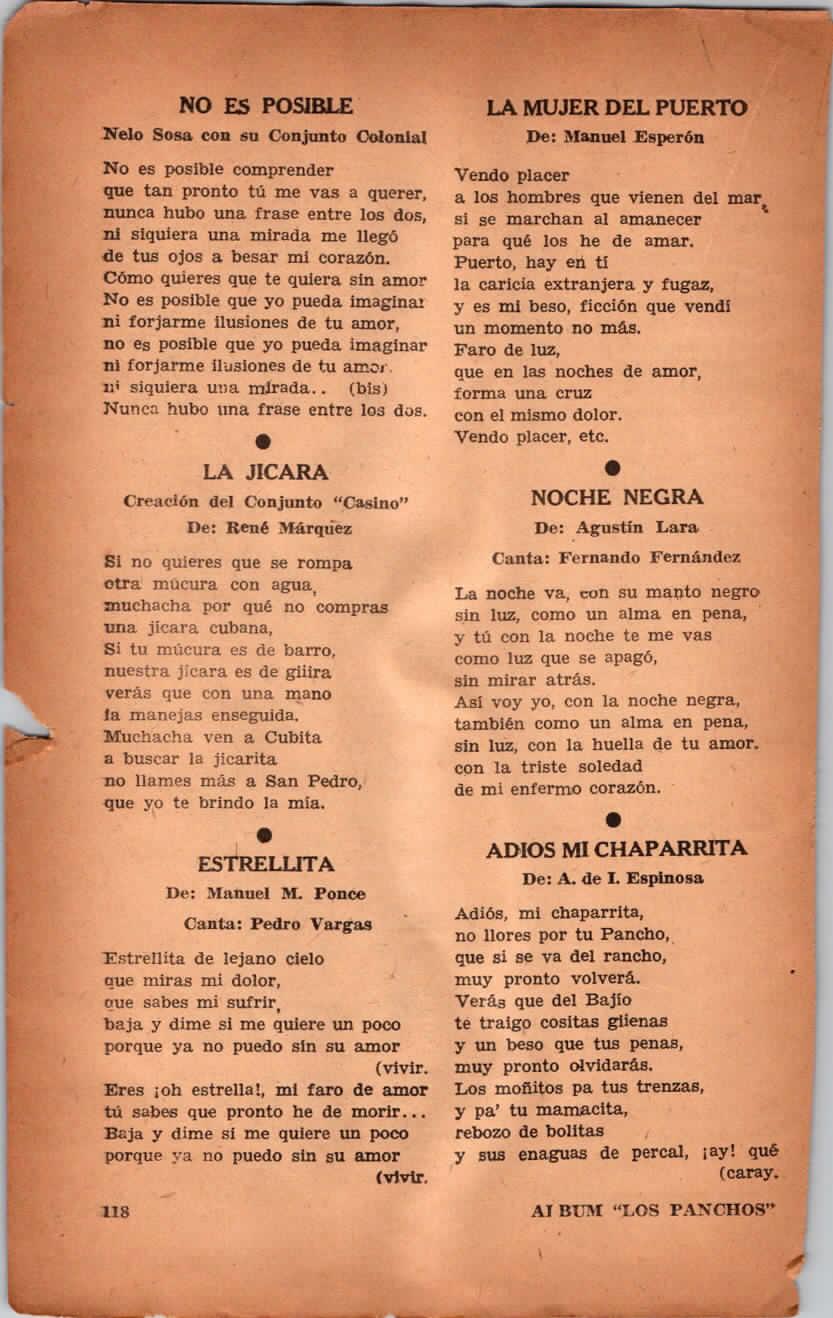 NO ES POSIBLE
Nelo Sosa con su Conjunto Colonial
No es posible comprender
que tan pronto tú me vas a querer,
nunca hubo una frase entre los dos,
ni siquiera una mirada me llegó
de tus ojos a besar mi corazón.
Cómo quieres que te quiera sin amor
No es posible que yo pueda imaginar
ni forjarme ilusiones de tu amor,
no es posible que yo pueda imaginar
ni forjarme ilusiones de tu amor.
ni siquiera una mirada.. (bis)
Nunca hubo una frase entre los dos.
LA JICARA
Creación del Conjunto "Casino"
De: René Márquez
Si no quieres que se rompa
otra múcura con agua,
muchacha por qué no compras
una jicara cubana,
Si tu múcura es de barro,
nuestra jícara es de giiira
verás que con una mano
la manejas enseguida.
Muchacha ven a Cubita
a buscar la jicarita
no llames más a San Pedro,
que yo te brindo la mía.
ESTRELLITA
De: Manuel M. Ponce
Canta: Pedro Vargas
Estrellita de lejano cielo
que miras mi dolor,
que sabes mi sufrir,
baja y dime si me quiere un poco
porque ya no puedo sin su amor
(vivir.
Eres ¡oh estrella!, mi faro de amor
tú sabes que pronto he de morir...
Baja y dime si me quiere un poco
porque ya no puedo sin su amor
(vivir.
118
LA MUJER DEL PUERTO
De: Manuel Esperón
Vendo placer
a los hombres que vienen del mar,
si se marchan al amanecer
para qué los he de amar.
Puerto, hay en tí
la caricia extranjera y fugaz,
y es mi beso, ficción que vendí
un momento no más.
Faro de luz,
que en las noches de amor,
forma una cruz
con el mismo dolor.
Vendo placer, etc.
NOCHE NEGRA
De: Agustín Lara
Canta: Fernando Fernández
La noche va, con su manto negro
sin luz, como un alma en pena,
y tú con la noche te me vas
como luz que se apagó,
sin mirar atrás.
Así voy yo, con la noche negra,
también como un alma en pena,
sin luz, con la huella de tu amor.
con la triste soledad
de mi enfermo corazón.
ADIOS MI CHAPARRITA
De: A. de I. Espinosa
Adiós, mi chaparrita,
no llores por tu Pancho,
que si se va del rancho,
muy pronto volverá.
Verás que del Bajío
te traigo cositas giienas
y un beso que tus penas,
muy pronto olvidarás.
Los moñitos pa tus trenzas,
y pa' tu mamacita,
rebozo de bolitas
y sus enaguas de percal, ¡ay! qué
(caray.
ALBUM "LOS PANCHOS"